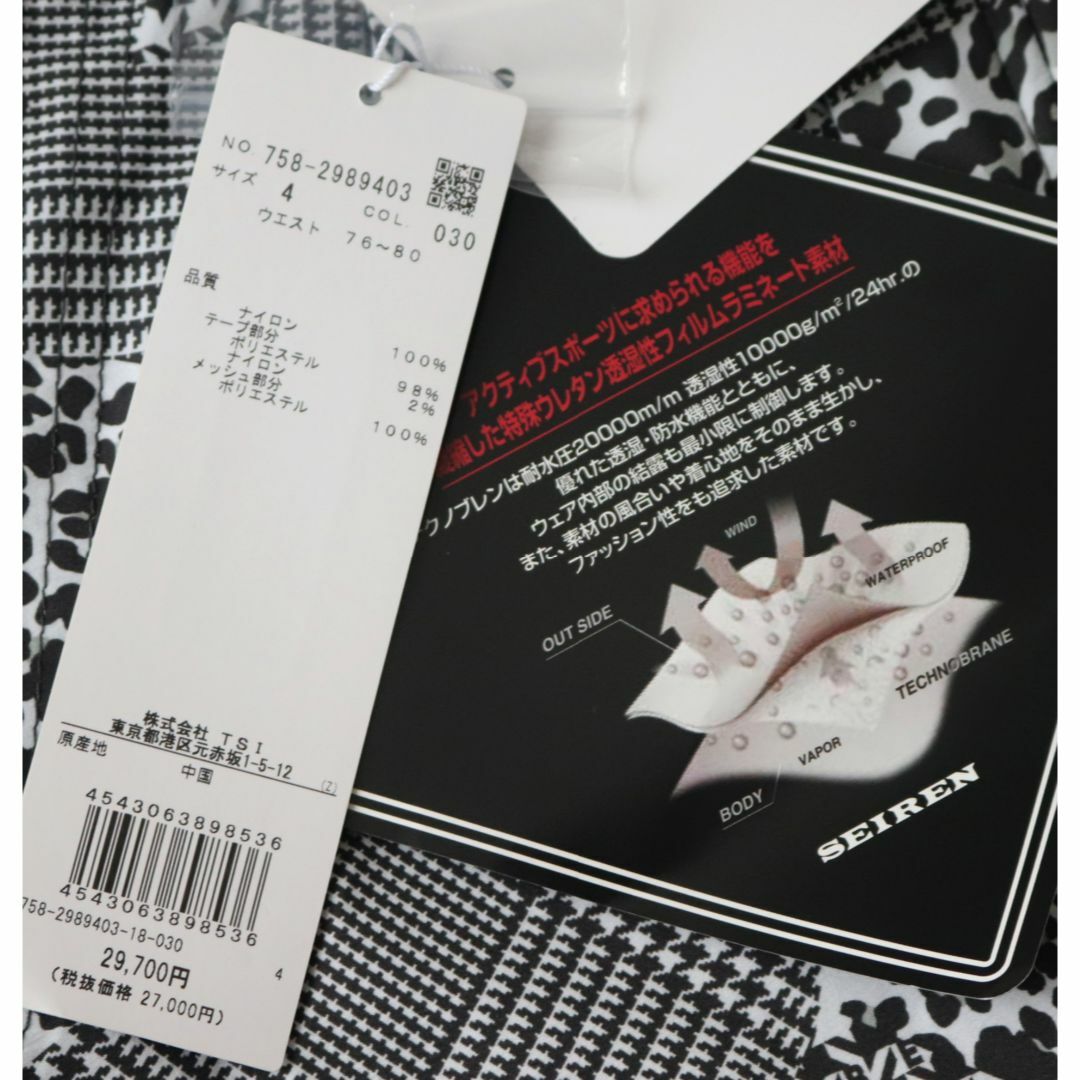 NO. 758-2989403
サイズ 4 COL. 030
ウエスト 76~80
品質
ナイロン 100%
テープ部分
ポリエステル 98%
ナイロン 2%
メッシュ部分
ポリエステル 100%
株式会社 TSI
東京都港区元赤坂1-5-12
(Z)
原産地 中国
4543063898536
4543063898536
758-2989403-18-030
29,700円 4
(税抜価格 27,000円)
アクティブスポーツに求められる機能を
縮した特殊ウレタン透湿性フィルムラミネート素材
クノブレンは耐水圧20000m/m 透湿性10000g/m²/24hr.の
優れた透湿・防水機能とともに、
ウェア内部の結露も最小限に制御します。
また、素材の風合いや着心地をそのまま生かし、
ファッション性をも追求した素材です。
WIND
WATERPROOF
OUT SIDE
TECHNOBRANE
VAPOR
BODY
SEIREN